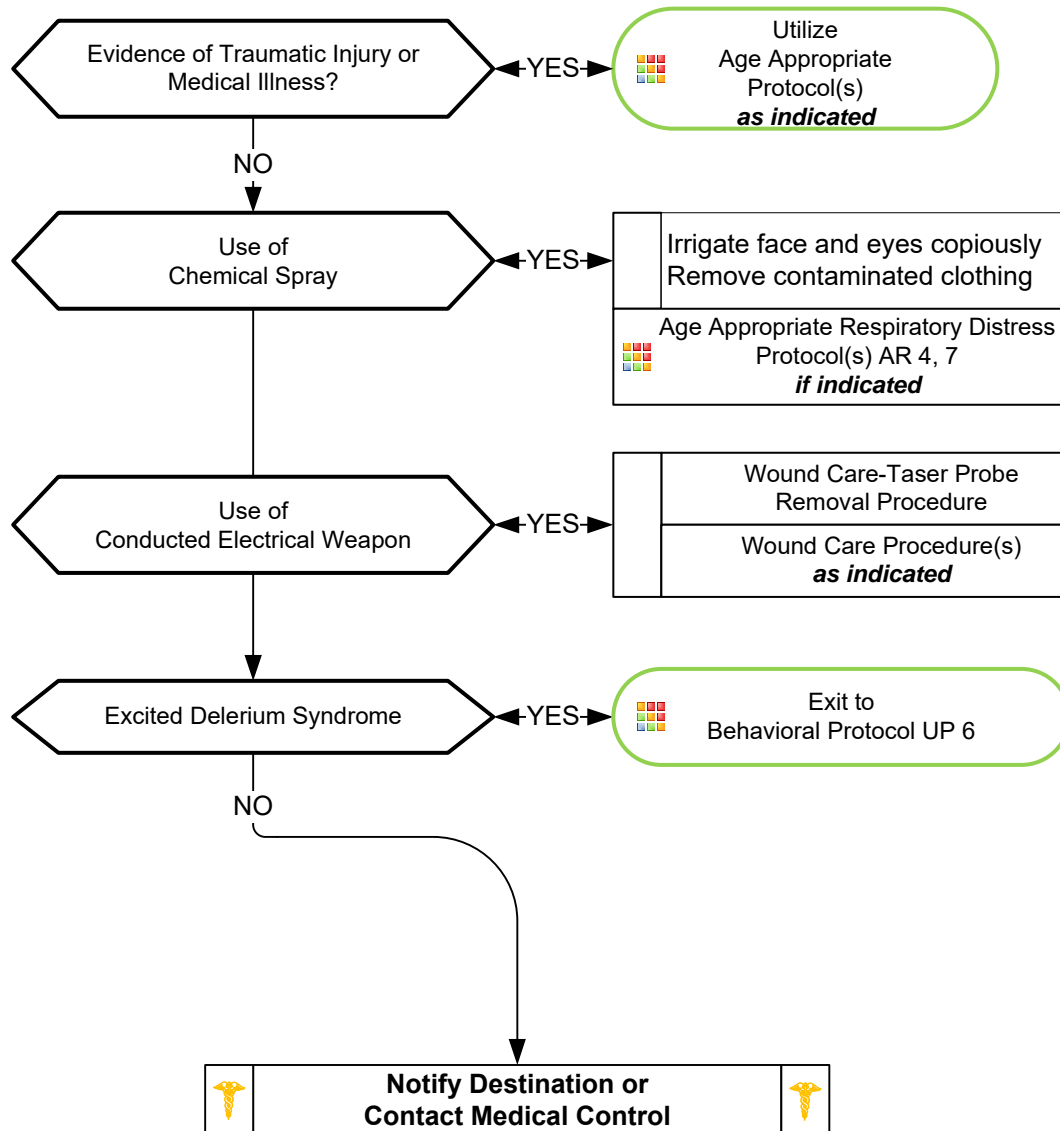 Evidence of Traumatic Injury or
Medical Illness?
YES
Utilize
Age Appropriate
Protocol(s)
as indicated
NO
Use of
Chemical Spray
YES
Irrigate face and eyes copiously
Remove contaminated clothing
Age Appropriate Respiratory Distress
Protocol(s) AR 4, 7
if indicated
Use of
Conducted Electrical Weapon
YES
Wound Care-Taser Probe
Removal Procedure
Wound Care Procedure(s)
as indicated
Excited Delerium Syndrome
YES
Exit to
Behavioral Protocol UP 6
NO
Notify Destination or
Contact Medical Control